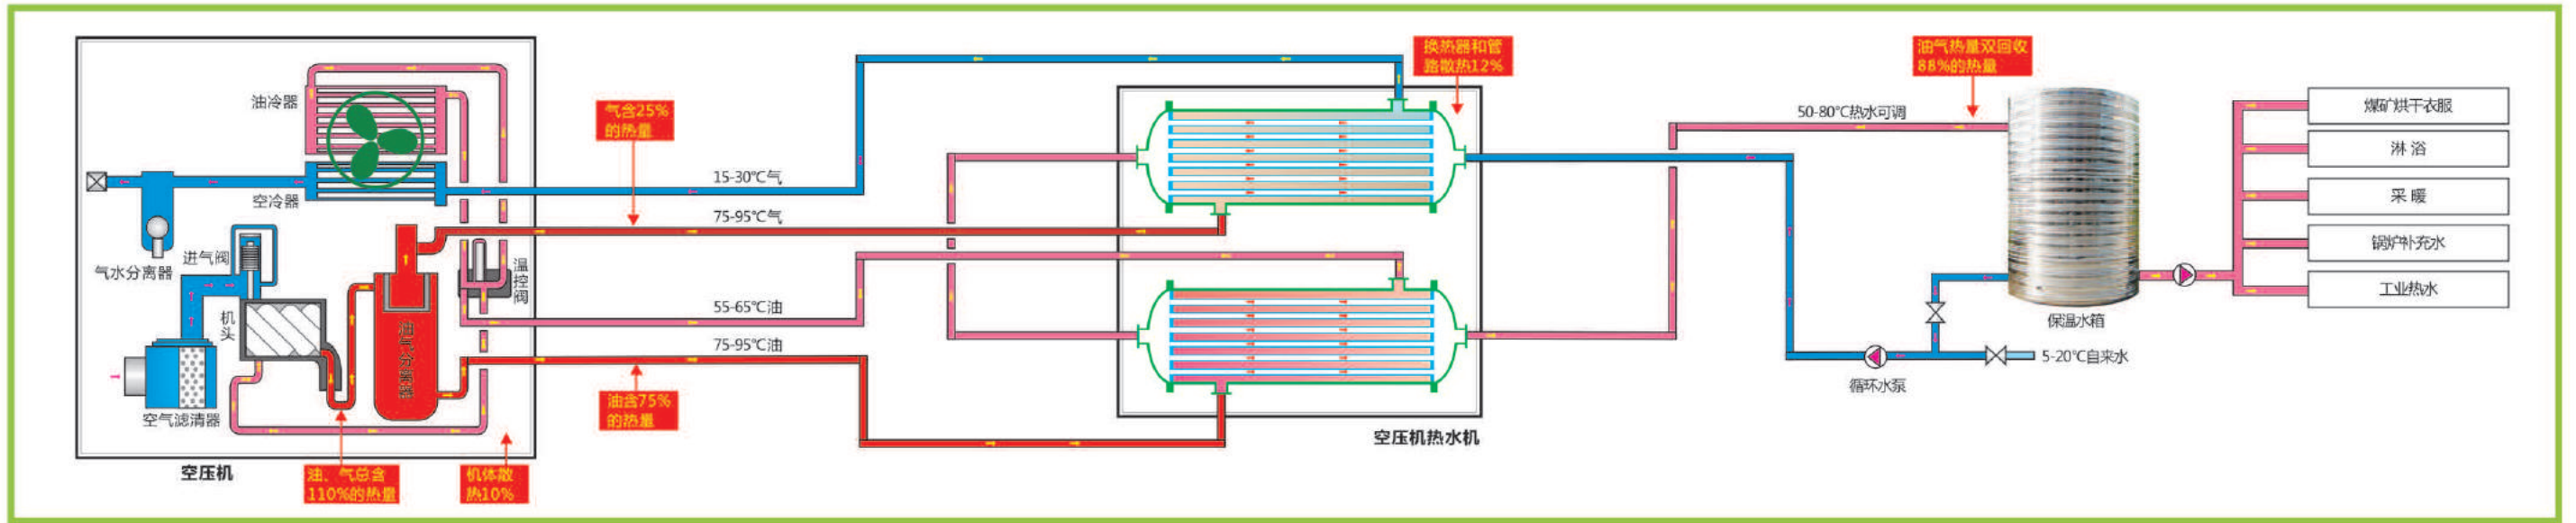 油冷器
空冷器
气水分离器
进气阀
机
头
空气滤清器
温
控
阀
空压机
油、气总含
110%的热量
机体散
热10%
气含25%
的热量
15-30℃气
75-95℃气
55-65℃油
75-95℃油
油含75%
的热量
换热器和管
路散热12%
空压机热水机
油气热量双回收
88%的热量
50-80℃热水可调
循环水泵
5-20℃自来水
保温水箱
煤矿烘干衣服
淋浴
采暖
锅炉补充水
工业热水